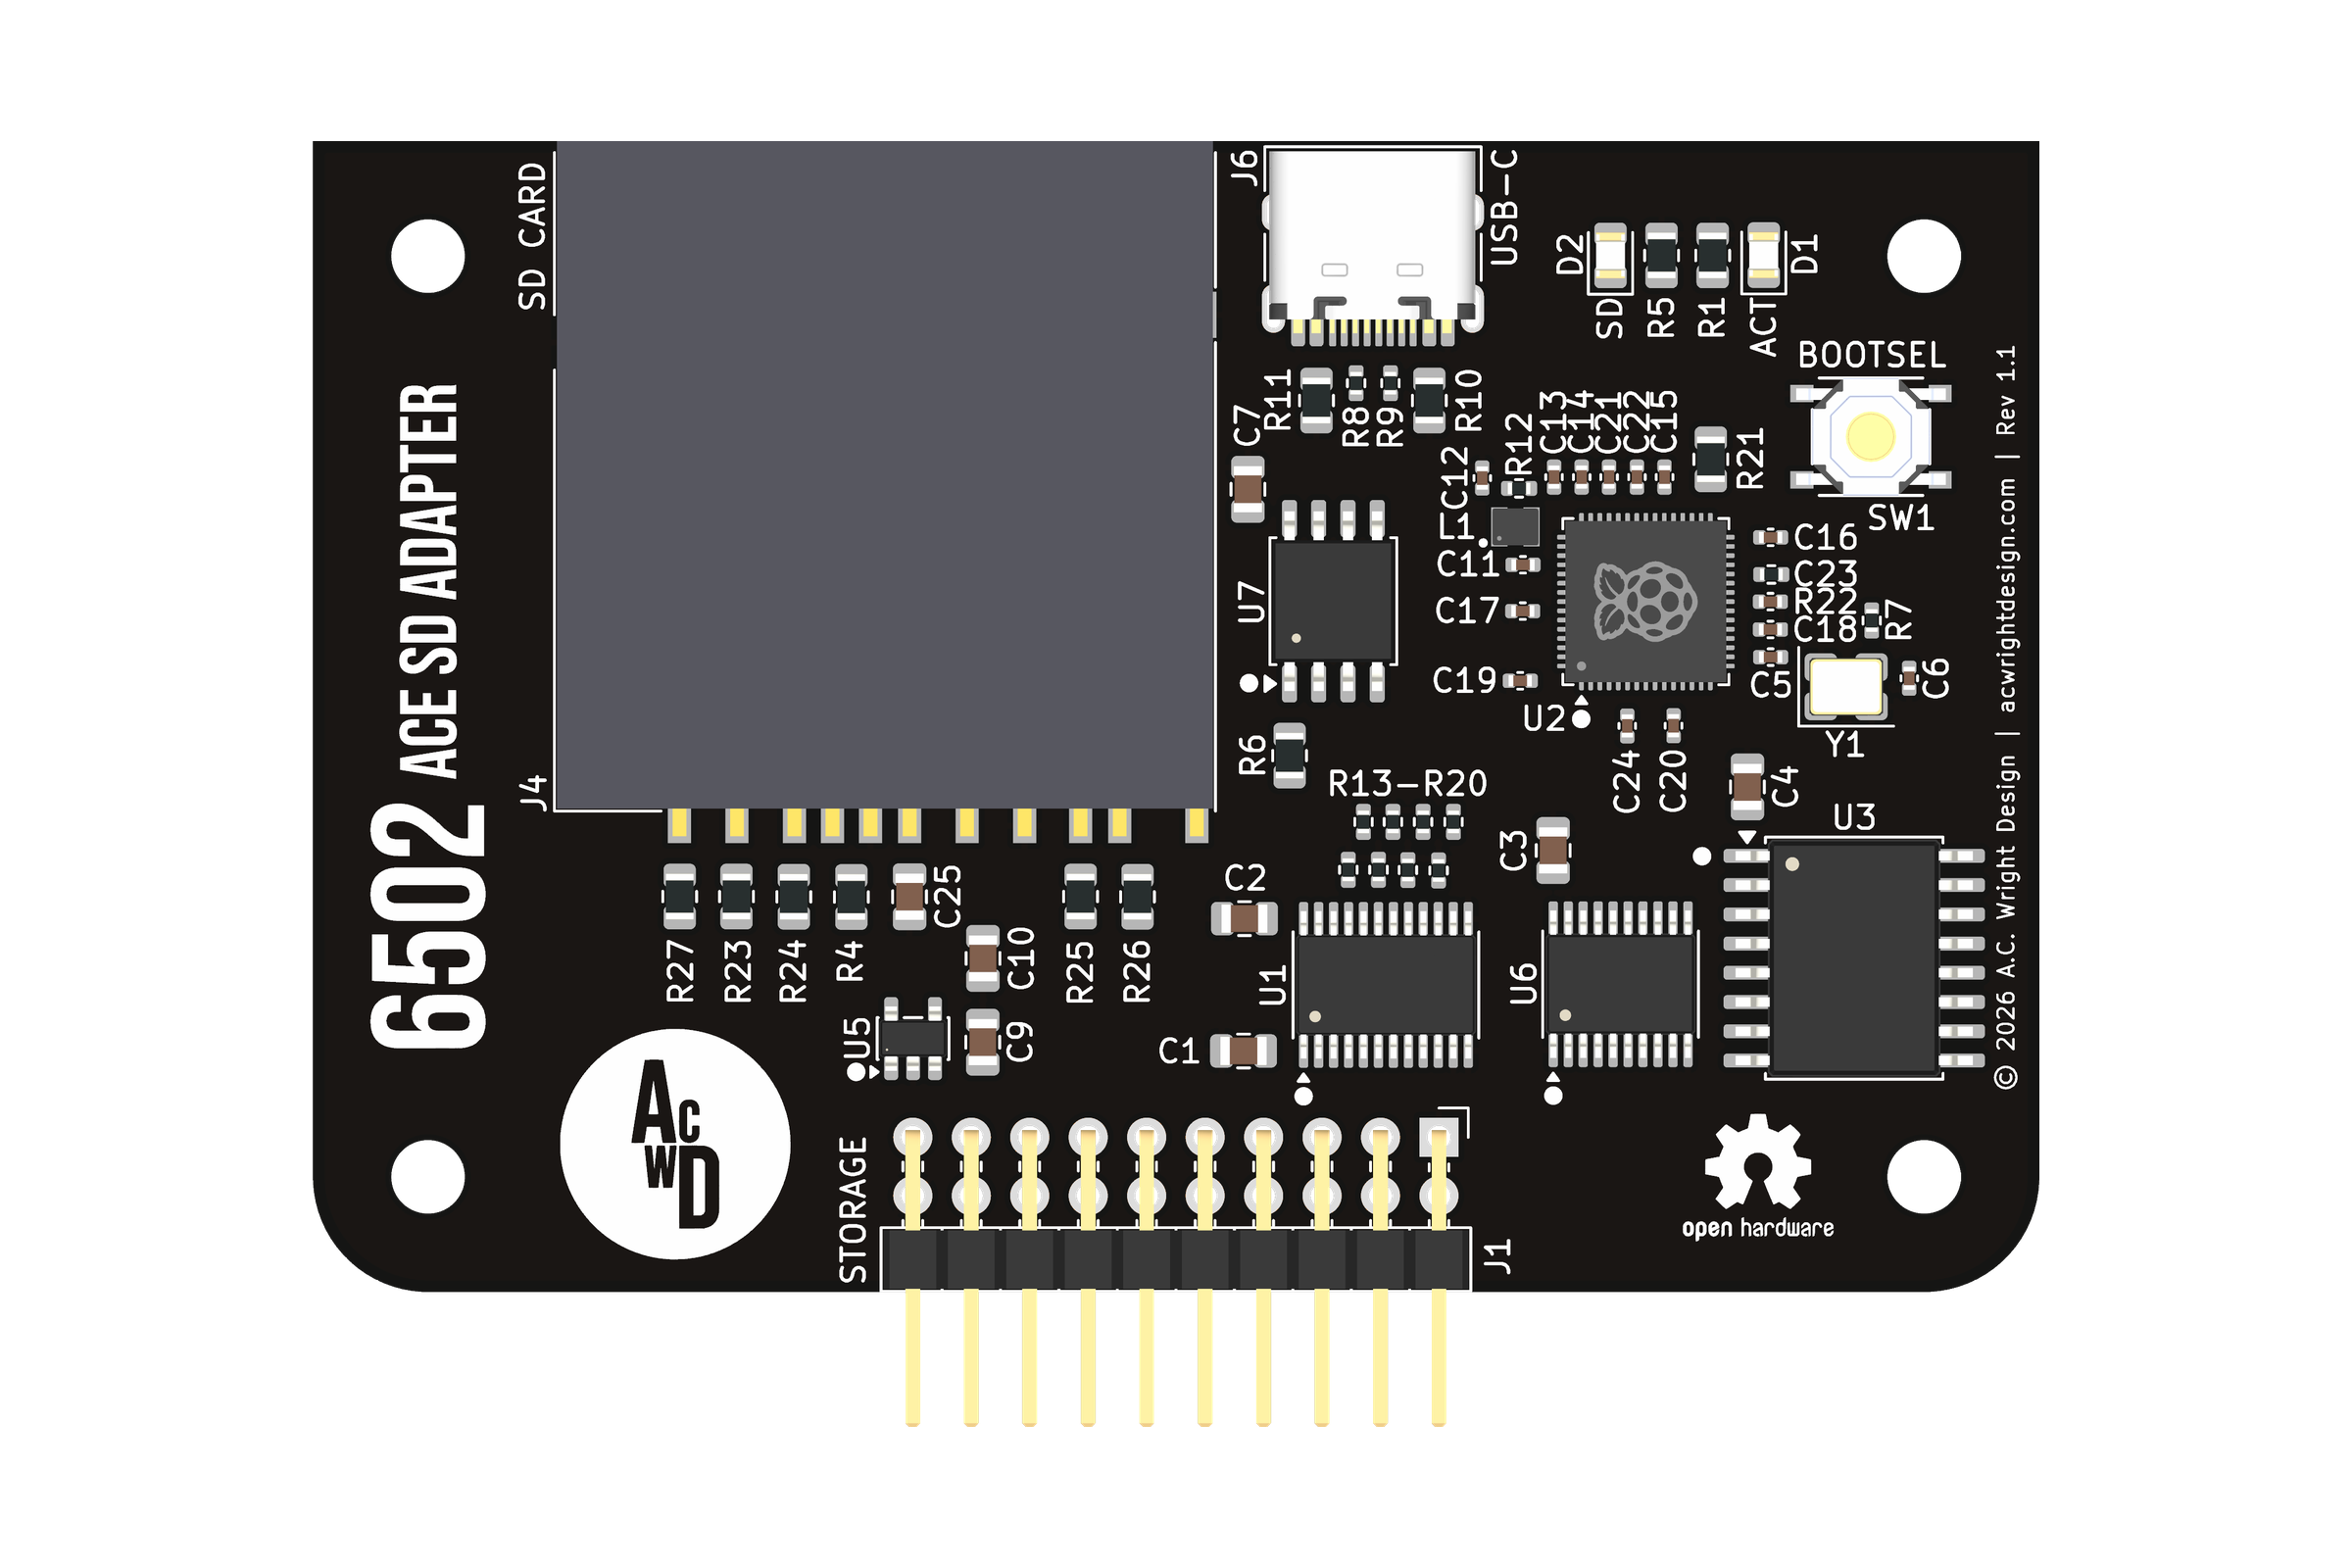 SD CARD
J4
6502 ACE SD ADAPTER
J6
USB-C
D2
SD
R5
R1
ACT
D1
BOOTSEL
SW1
R11
R8
R9
R10
C7
C12
R12
C13
C14
C21
C22
C15
R21
L1
C11
C17
C19
U7
U2
C16
C23
R22
C18
C5
R7
C6
Y1
C24
C20
C4
R6
R13-R20
C3
U3
R27
R23
R24
R4
C25
C10
R25
R26
C2
U1
U6
U5
C9
C1
ACWD
STORAGE
J1
open hardware
© 2026 A.C. Wright Design | acwrightdesign.com | Rev 1.1